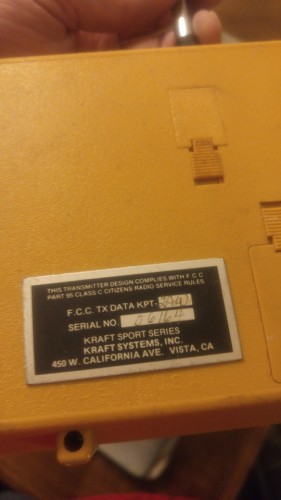 THIS TRANSMITTER DESIGN COMPLIES WITH F C C
PART 95 CLASS C CITIZENS RADIO SERVICE RULES
F.C.C. TX DATA KPT-
SERIAL NO. 06164
KRAFT SPORT SERIES
KRAFT SYSTEMS, INC.
450 W. CALIFORNIA AVE. VISTA, CA